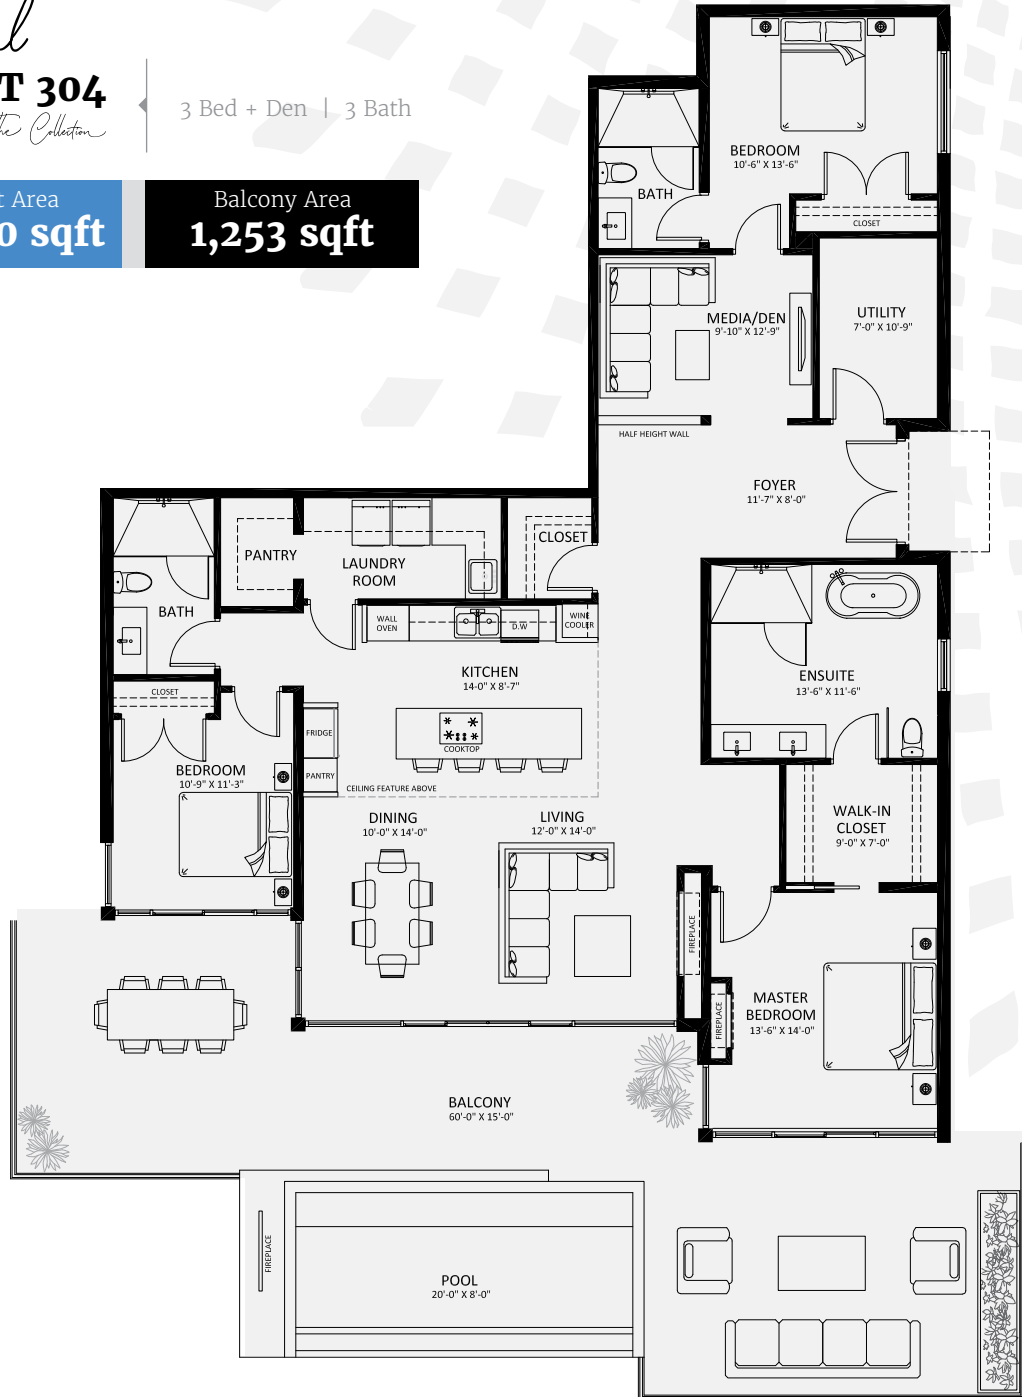 T 304
The Collection
3 Bed + Den | 3 Bath
t Area
0 sqft
Balcony Area
1,253 sqft
BEDROOM
10'-6" X 13'-6"
BATH
CLOSET
MEDIA/DEN
9'-10" X 12'-9"
UTILITY
7'-0" X 10'-9"
HALF HEIGHT WALL
FOYER
11'-7" X 8'-0"
PANTRY
LAUNDRY
ROOM
CLOSET
BATH
WALL
OVEN
D.W
WINE
COOLER
KITCHEN
14-0" X 8'-7"
ENSUITE
13'-6" X 11'-6"
CLOSET
FRIDGE
COOKTOP
BEDROOM
10'-9" X 11'-3"
PANTRY
CEILING FEATURE ABOVE
DINING
10'-0" X 14'-0"
LIVING
12'-0" X 14'-0"
WALK-IN
CLOSET
9'-0" X 7'-0"
FIREPLACE
FIREPLACE
MASTER
BEDROOM
13'-6" X 14'-0"
BALCONY
60'-0" X 15'-0"
FIREPLACE
POOL
20'-0" X 8'-0"